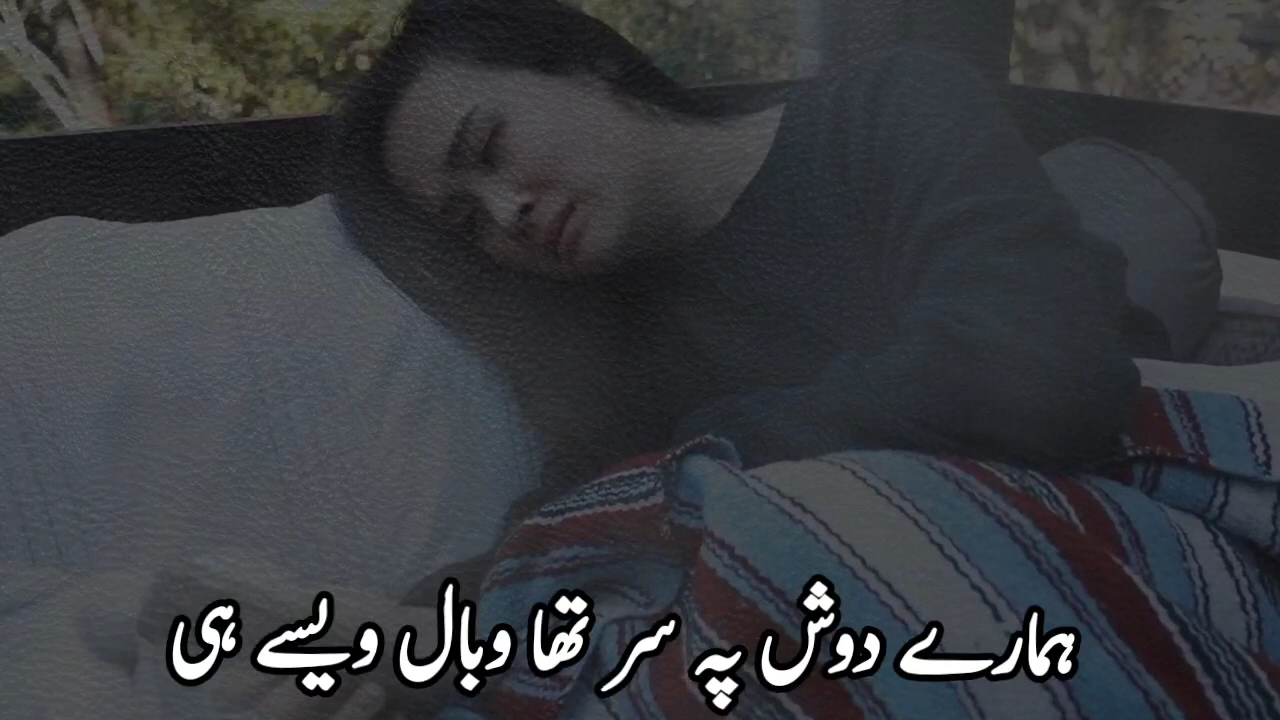 ہمارے دوش پہ سر تھا وبال ویسے ہی